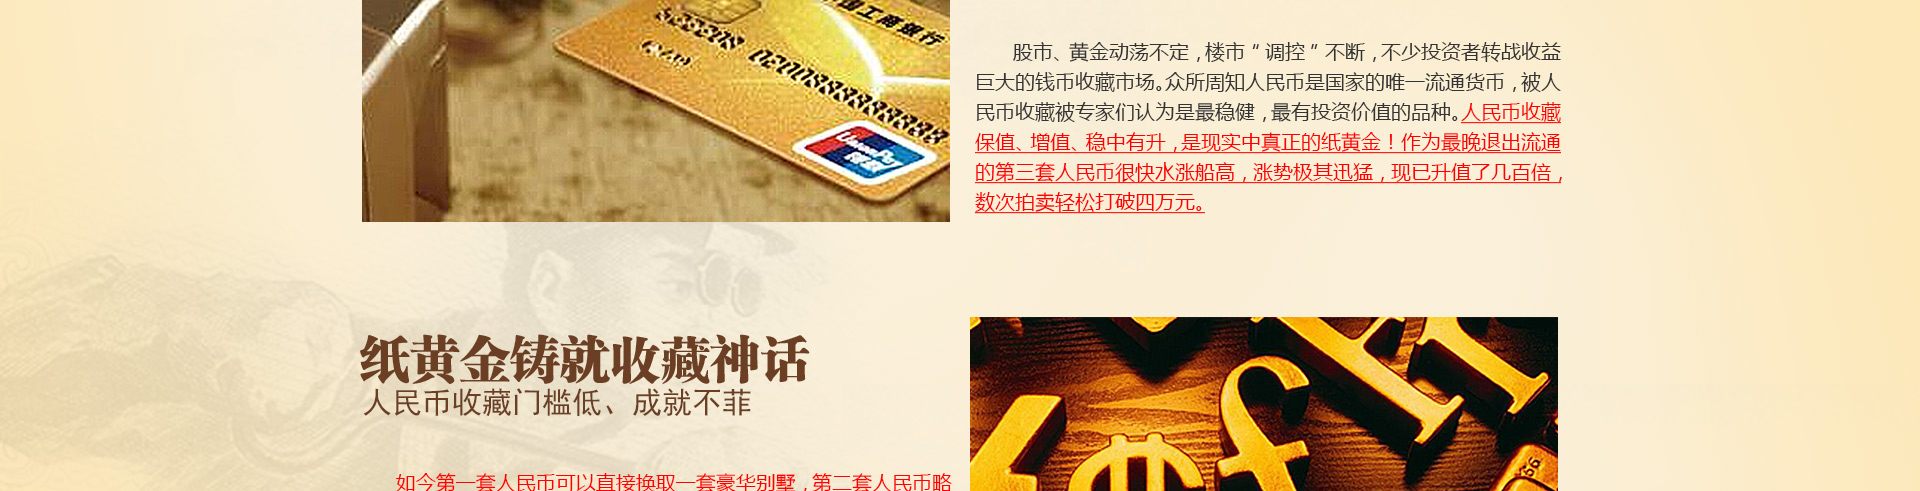 国工商银行
UnionPay
银联
股市、黄金动荡不定，楼市“调控”不断，不少投资者转战收益
巨大的钱币收藏市场。众所周知人民币是国家的唯一流通货币，被人
民币收藏被专家们认为是最稳健，最有投资价值的品种。人民币收藏
保值、增值、稳中有升，是现实中真正的纸黄金！作为最晚退出流通
的第三套人民币很快水涨船高，涨势极其迅猛，现已升值了几百倍，
数次拍卖轻松打破四万元。
纸黄金铸就收藏神话
人民币收藏门槛低、成就不菲
如今第一套人民币可以直接换取一套豪华别墅，第二套人民币略